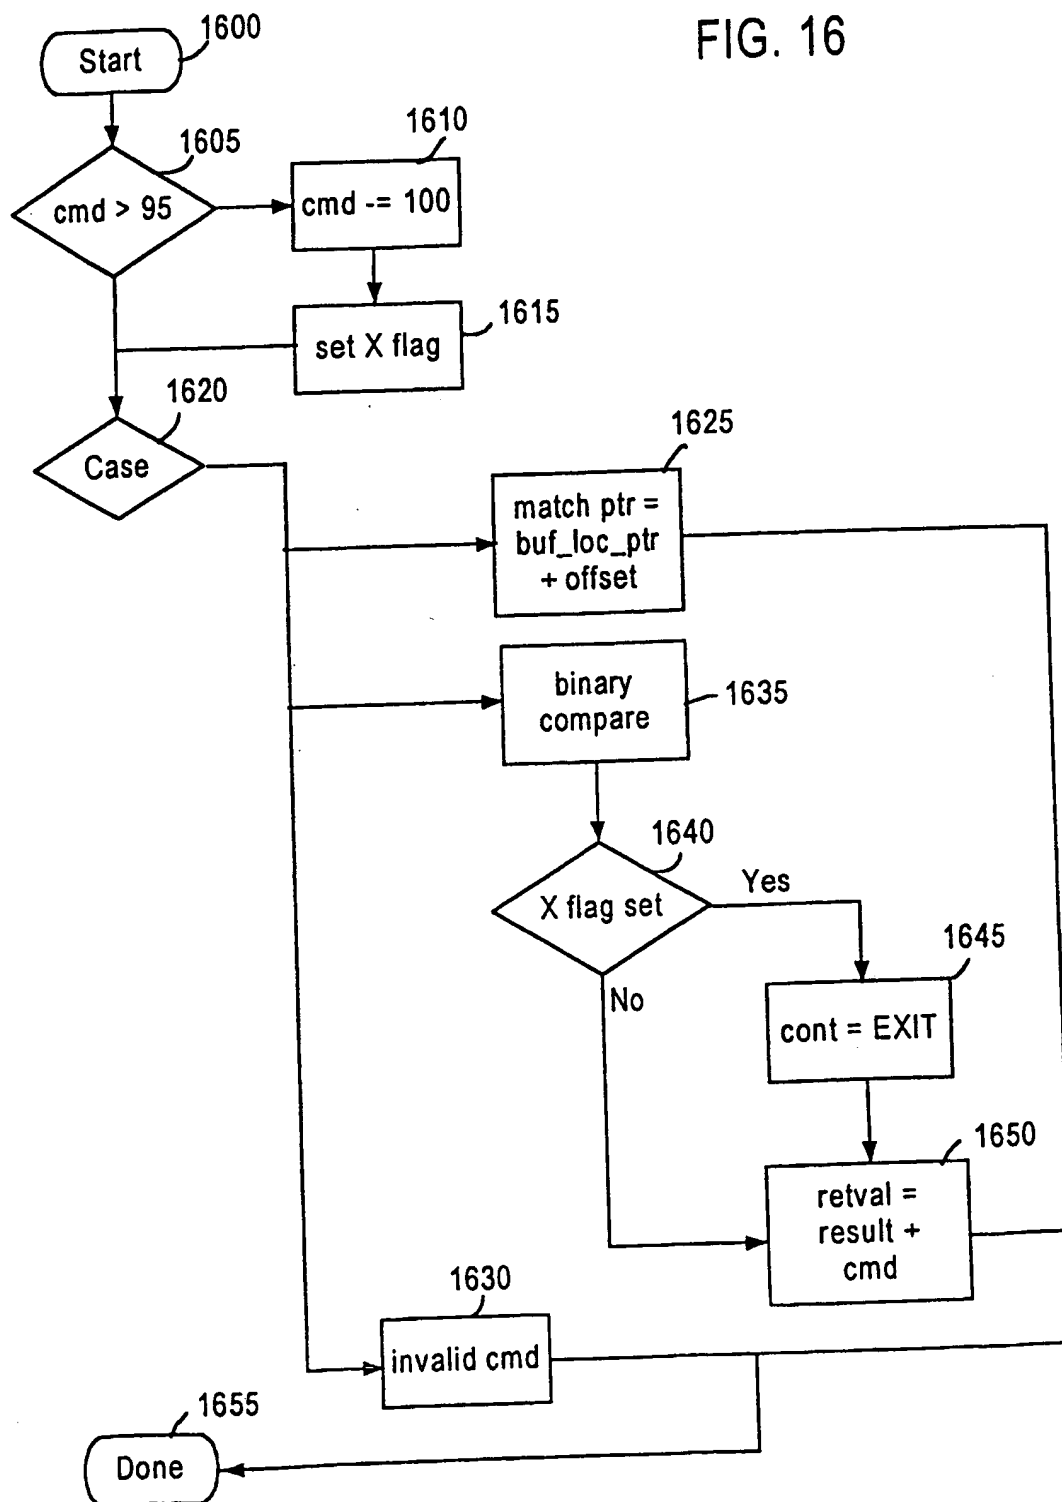 FIG. 16
1600
Start
1605
cmd > 95
1610
cmd -= 100
1615
set X flag
1620
Case
1625
match ptr =
buf_loc_ptr
+ offset
binary
compare
1635
1640
X flag set
Yes
No
1645
cont = EXIT
1650
retval =
result +
cmd
1630
invalid cmd
1655
Done